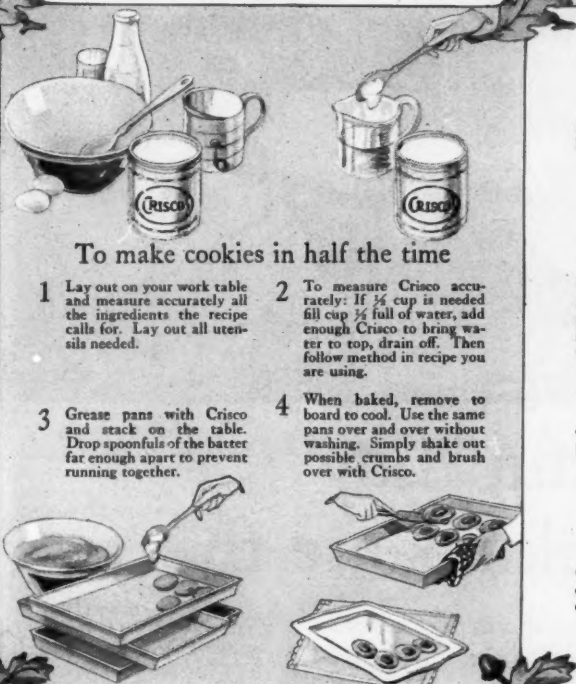 CRISCO
CRISCO
To make cookies in half the time
1 Lay out on your work table
and measure accurately all
the ingredients the recipe
calls for. Lay out all uten-
sils needed.
2 To measure Crisco accu-
rately: If ½ cup is needed
fill cup ½ full of water, add
enough Crisco to bring wa-
ter to top, drain off. Then
follow method in recipe you
are using.
3 Grease pans with Crisco
and stack on the table.
Drop spoonfuls of the batter
far enough apart to prevent
running together.
4 When baked, remove to
board to cool. Use the same
pans over and over without
washing. Simply shake out
possible crumbs and brush
over with Crisco.